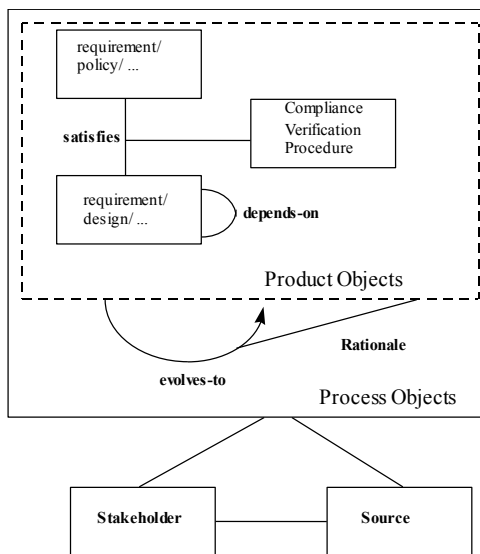 requirement/
policy/ ...
Compliance
Verification
Procedure
satisfies
requirement/
design/ ...
depends-on
Product Objects
Rationale
evolves-to
Process Objects
Stakeholder
Source